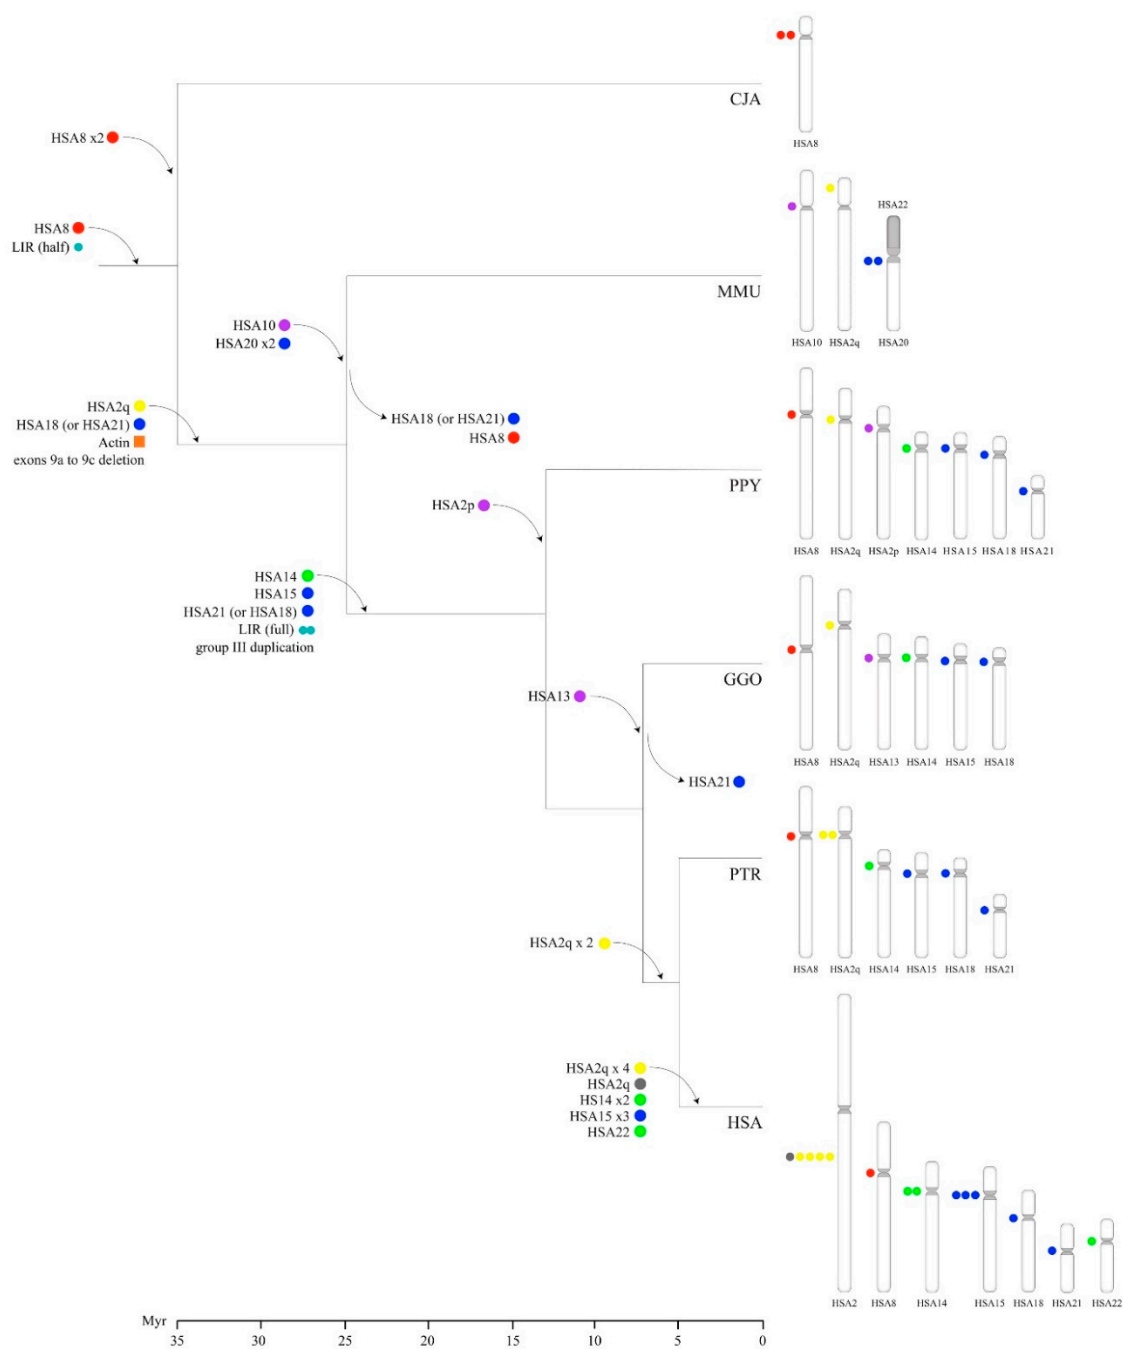 CJA
HSA8
HSA8 x2
HSA8
LIR (half)
HSA22
MMU
HSA10 HSA2q HSA20
HSA10
HSA20 x2
HSA2q
HSA18 (or HSA21)
Actin
exons 9a to 9c deletion
HSA18 (or HSA21)
HSA8
PPY
HSA2p
HSA8 HSA2q HSA2p HSA14 HSA15 HSA18 HSA21
HSA14
HSA15
HSA21 (or HSA18)
LIR (full)
group III duplication
GGO
HSA13
HSA8 HSA2q HSA13 HSA14 HSA15 HSA18
HSA21
PTR
HSA2q x 2
HSA8 HSA2q HSA14 HSA15 HSA18 HSA21
HSA2q x 4
HSA2q
HS14 x2
HSA15 x3
HSA22
HSA
HSA2 HSA8 HSA14 HSA15 HSA18 HSA21 HSA22
Myr
35 30 25 20 15 10 5 0